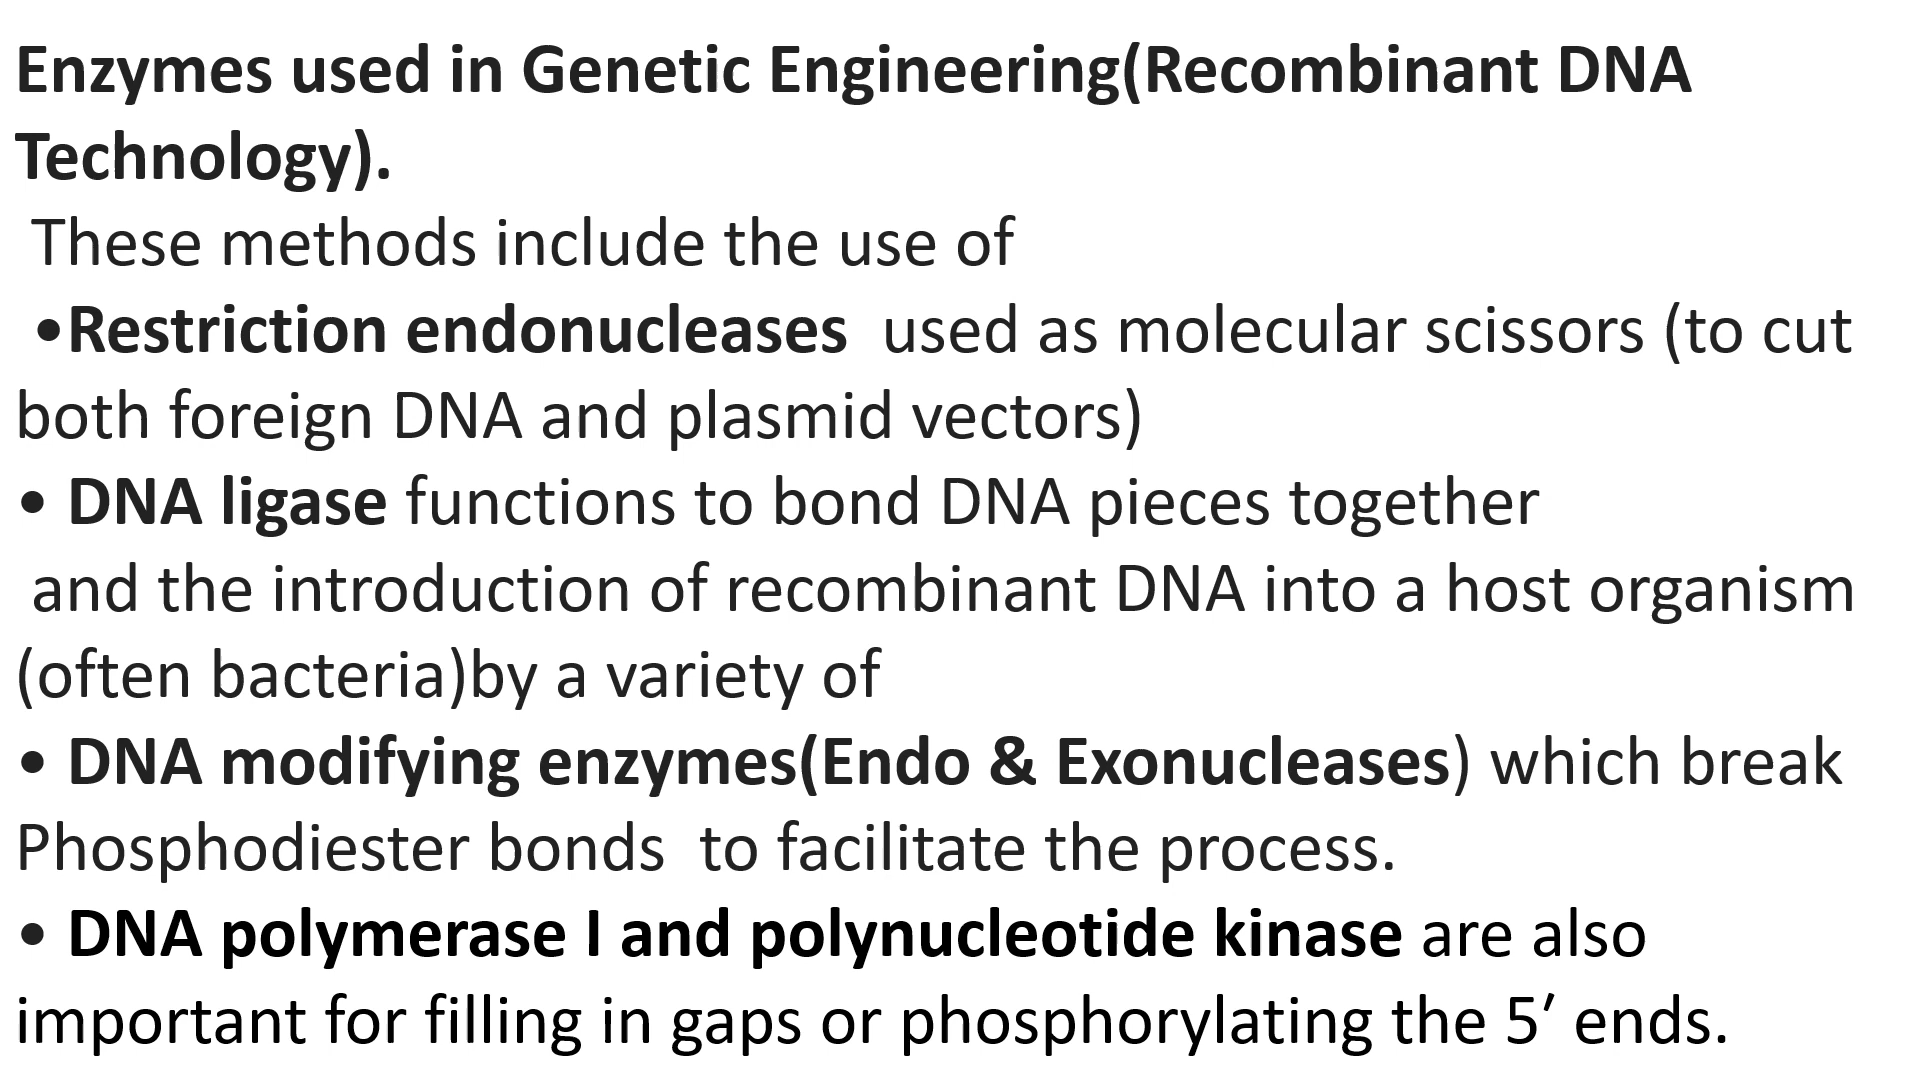 Enzymes used in Genetic Engineering(Recombinant DNA
Technology).
These methods include the use of
•Restriction endonucleases  used as molecular scissors (to cut
both foreign DNA and plasmid vectors)
• DNA ligase functions to bond DNA pieces together
and the introduction of recombinant DNA into a host organism
(often bacteria)by a variety of
• DNA modifying enzymes(Endo & Exonucleases) which break
Phosphodiester bonds  to facilitate the process.
• DNA polymerase I and polynucleotide kinase are also
important for filling in gaps or phosphorylating the 5′ ends.